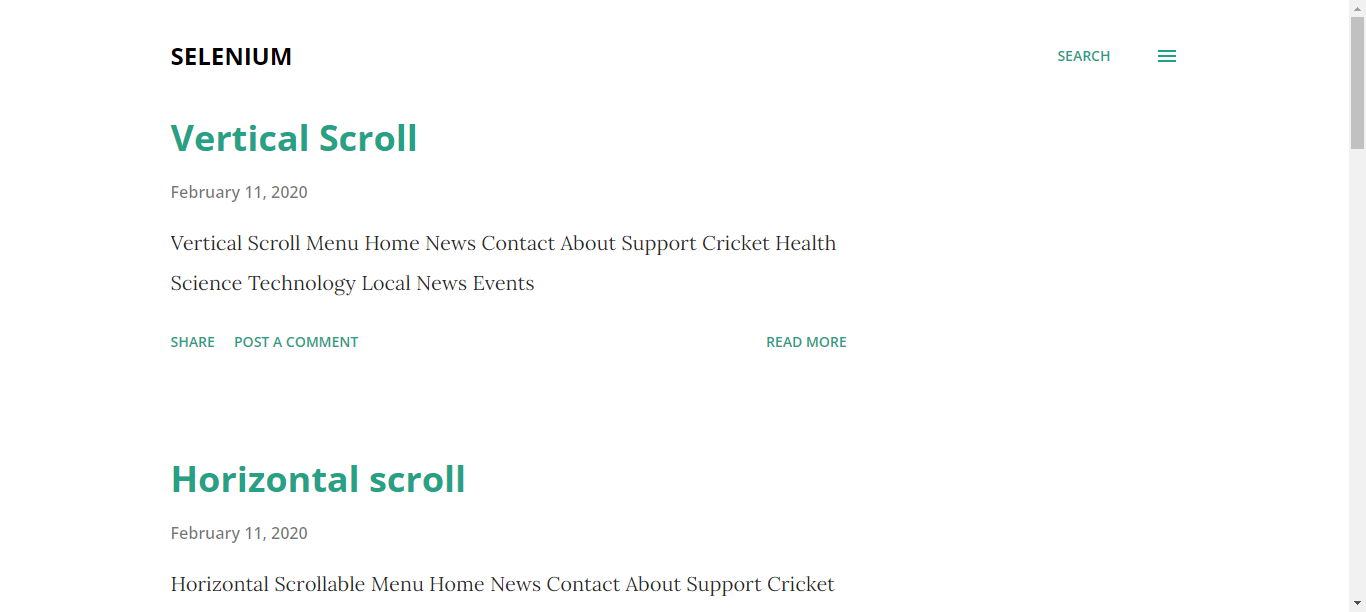 SELENIUM
SEARCH
Vertical Scroll
February 11, 2020
Vertical Scroll Menu Home News Contact About Support Cricket Health
Science Technology Local News Events
SHARE POST A COMMENT READ MORE
Horizontal scroll
February 11, 2020
Horizontal Scrollable Menu Home News Contact About Support Cricket